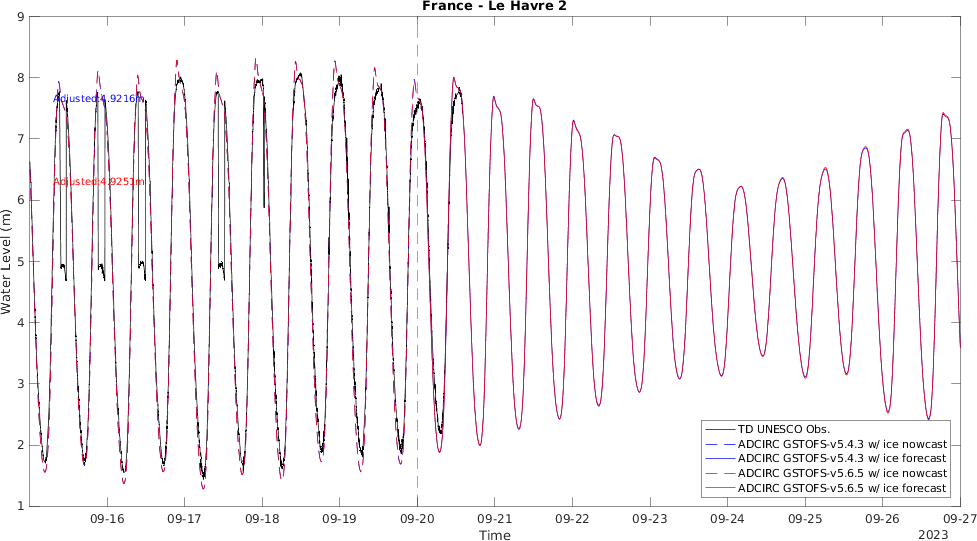 France - Le Havre 2
9
8
7
6
5
4
3
2
1
Water Level (m)
Adjusted:4.9216m
Adjusted:4.9251m
TD UNESCO Obs.
ADCIRC GSTOFS-v5.4.3 w/ ice nowcast
ADCIRC GSTOFS-v5.4.3 w/ ice forecast
ADCIRC GSTOFS-v5.6.5 w/ ice nowcast
ADCIRC GSTOFS-v5.6.5 w/ ice forecast
09-16 09-17 09-18 09-19 09-20 09-21 09-22 09-23 09-24 09-25 09-26 09-27
Time
2023